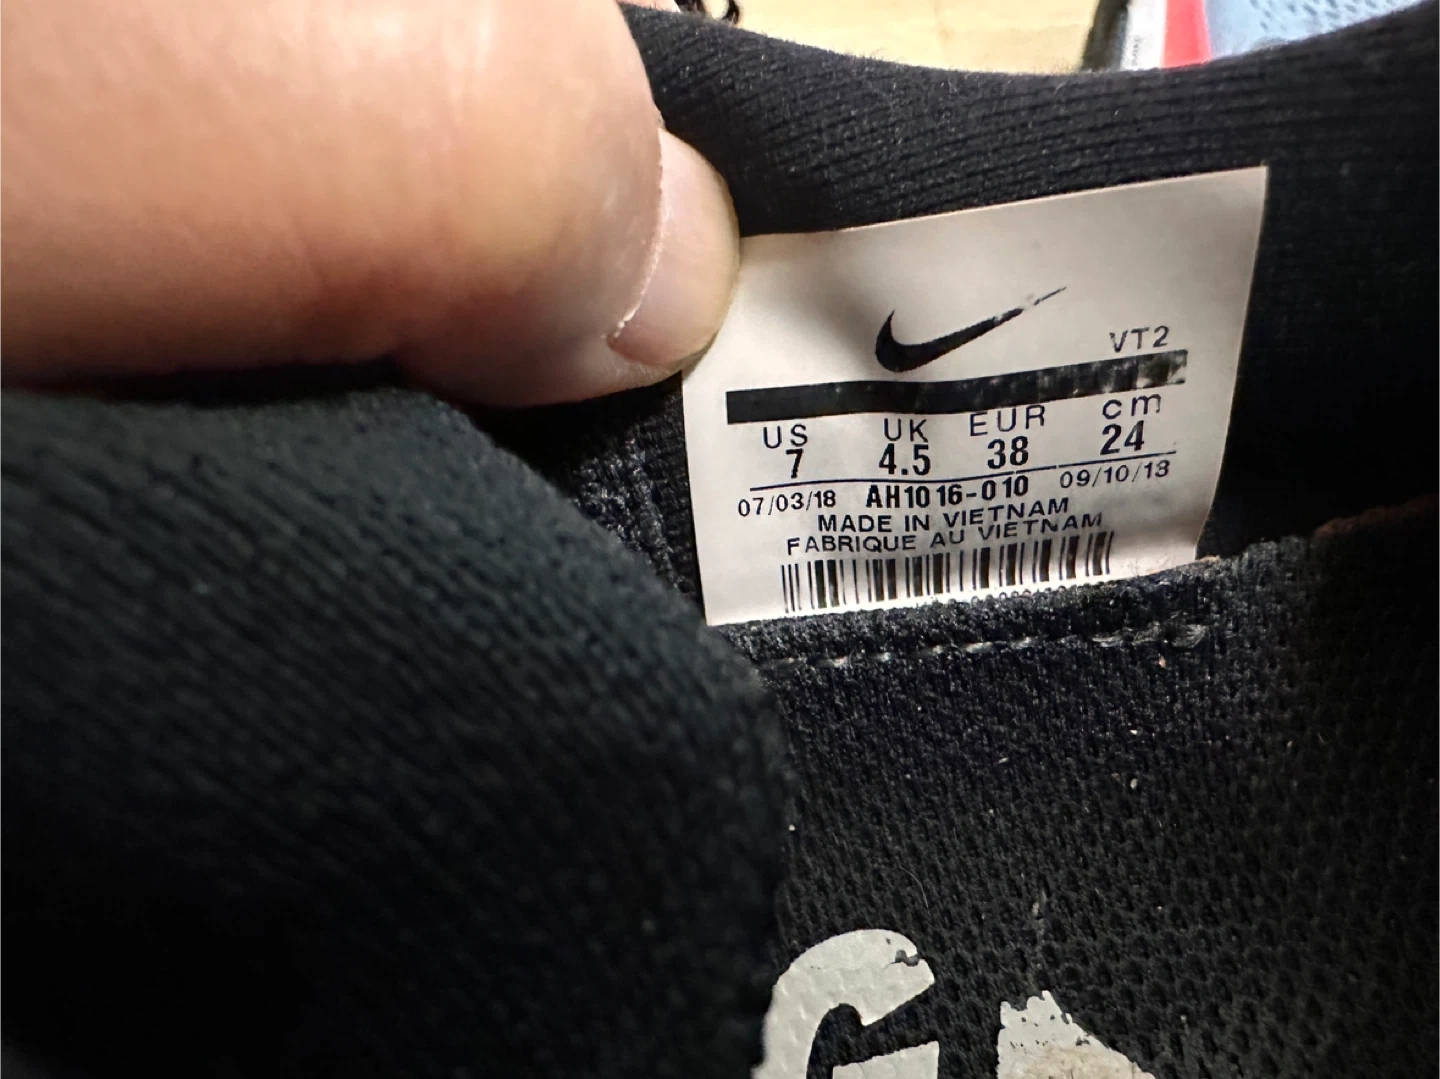 VT2
US UK EUR cm
7 4.5 38 24
07/03/18 AH1016-010 09/10/18
MADE IN VIETNAM
FABRIQUE AU VIETNAM